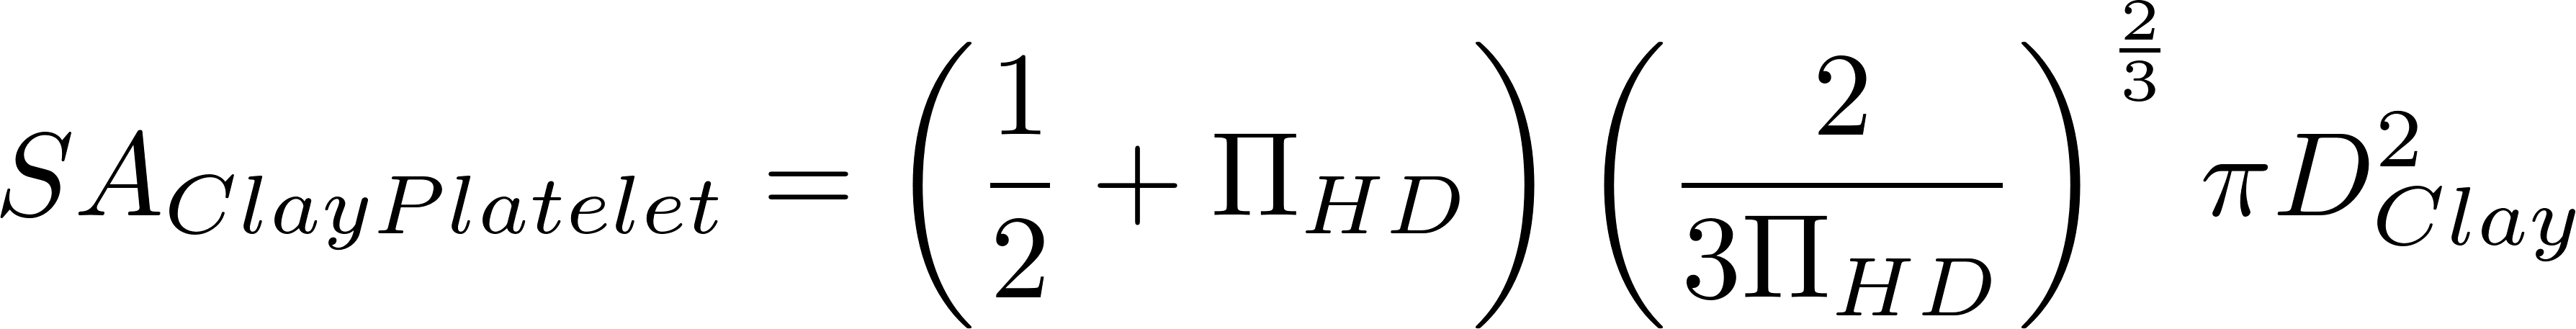 $SA_{ClayPlatelet} = \left(\frac{1}{2} + \Pi_{HD}\right) \left(\frac{2}{3\Pi_{HD}}\right)^{\frac{2}{3}} \pi D_{Clay}^{2}$